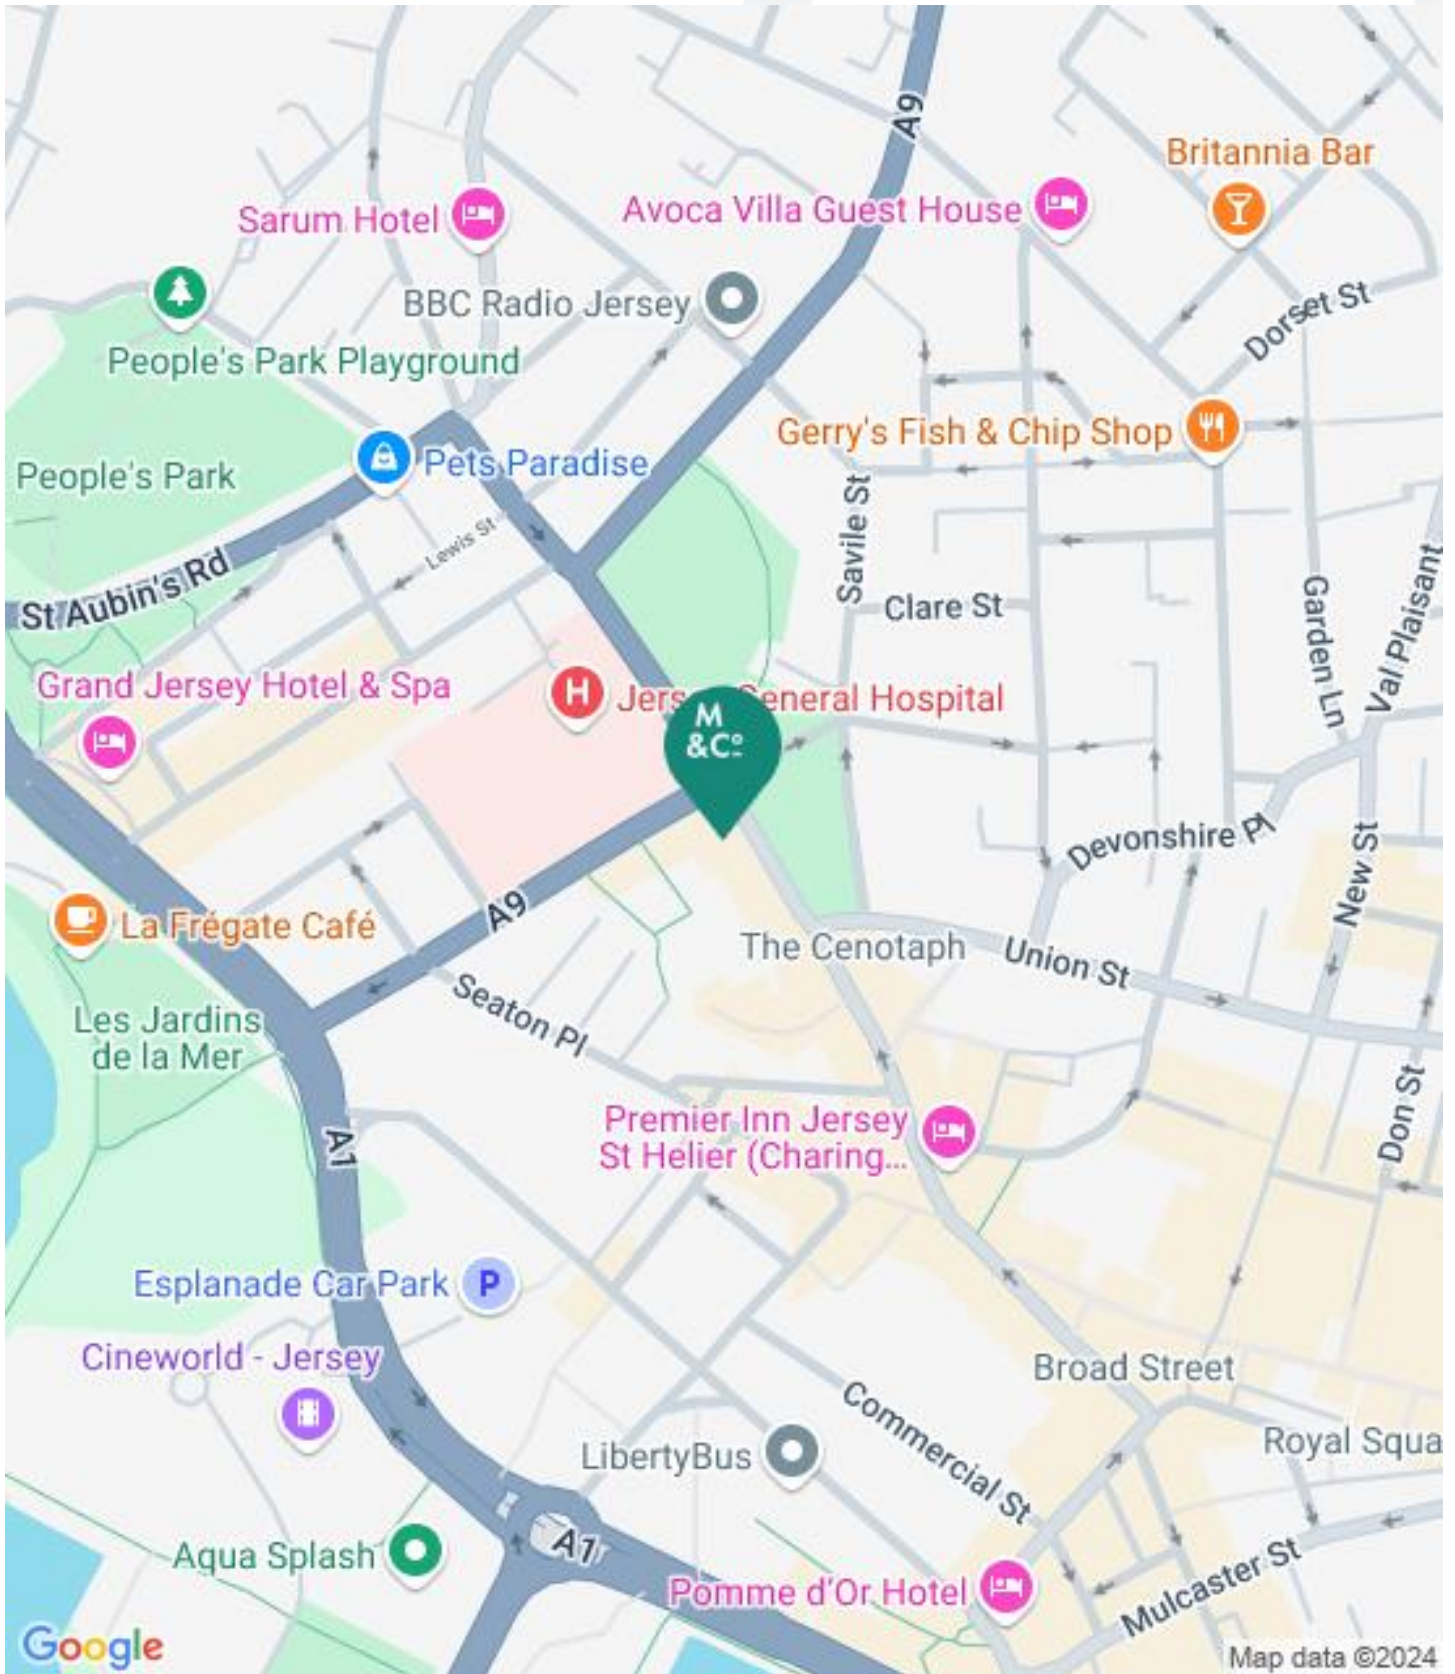 A9
Britannia Bar
Sarum Hotel
Avoca Villa Guest House
BBC Radio Jersey
Dorset St
People's Park Playground
Gerry's Fish & Chip Shop
People's Park
Pets Paradise
Lewis St
Savile St
St Aubin's Rd
Clare St
Garden Ln
Val Plaisant
Grand Jersey Hotel & Spa
H
General Hospital
M
&Co
Devonshire Pl
New St
A9
La Frégate Café
The Cenotaph
Union St
Seaton Pl
Les Jardins
de la Mer
Don St
A1
Premier Inn Jersey
St Helier (Charing...
Esplanade Car Park
P
Cineworld - Jersey
Broad Street
Commercial St
Royal Squa
LibertyBus
A1
Aqua Splash
Pomme d'Or Hotel
Mulcaster St
Google
Map data ©2024